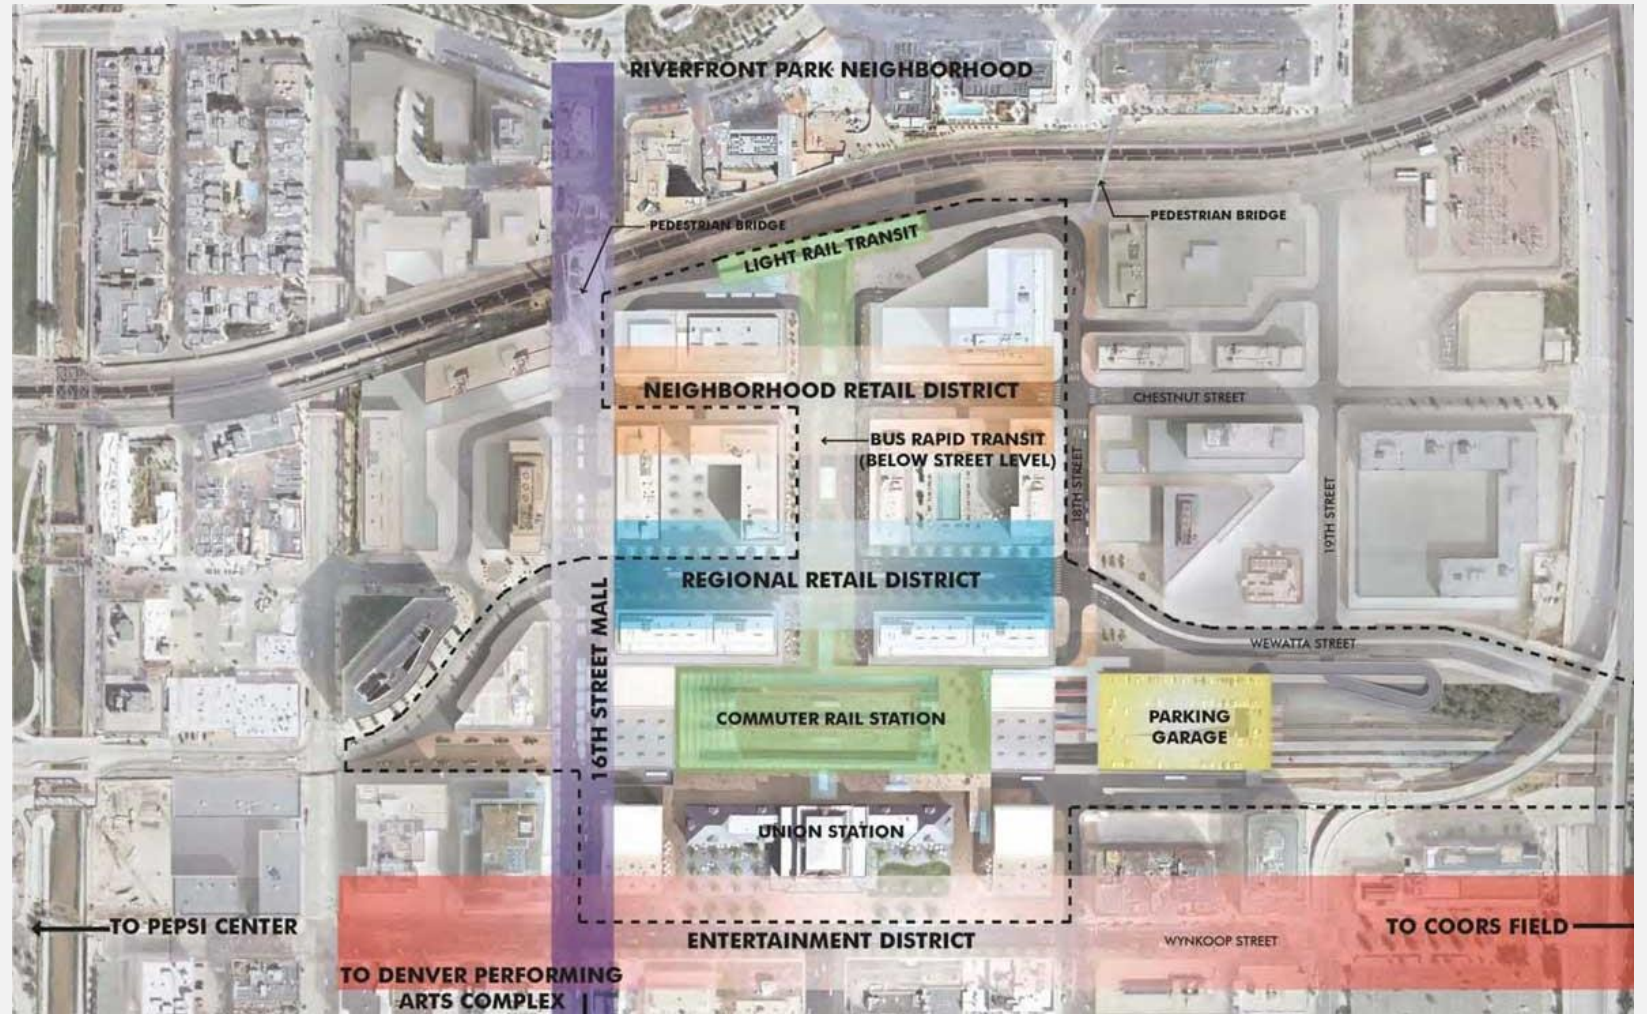 RIVERFRONT PARK NEIGHBORHOOD
PEDESTRIAN BRIDGE
PEDESTRIAN BRIDGE
LIGHT RAIL TRANSIT
NEIGHBORHOOD RETAIL DISTRICT
CHESTNUT STREET
BUS RAPID TRANSIT
(BELOW STREET LEVEL)
18TH STREET
19TH STREET
REGIONAL RETAIL DISTRICT
16TH STREET MALL
WEWATTA STREET
COMMUTER RAIL STATION
PARKING
GARAGE
UNION STATION
TO PEPSI CENTER
ENTERTAINMENT DISTRICT
WYNKOOP STREET
TO COORS FIELD
TO DENVER PERFORMING
ARTS COMPLEX